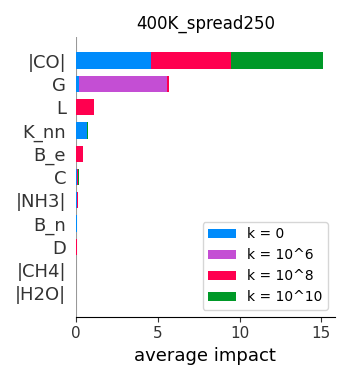 400K_spread250
|CO|
G
L
K_nn
B_e
C
|NH3|
B_n
D
|CH4|
|H2O|
k = 0
k = 10^6
k = 10^8
k = 10^10
0 5 10 15
average impact